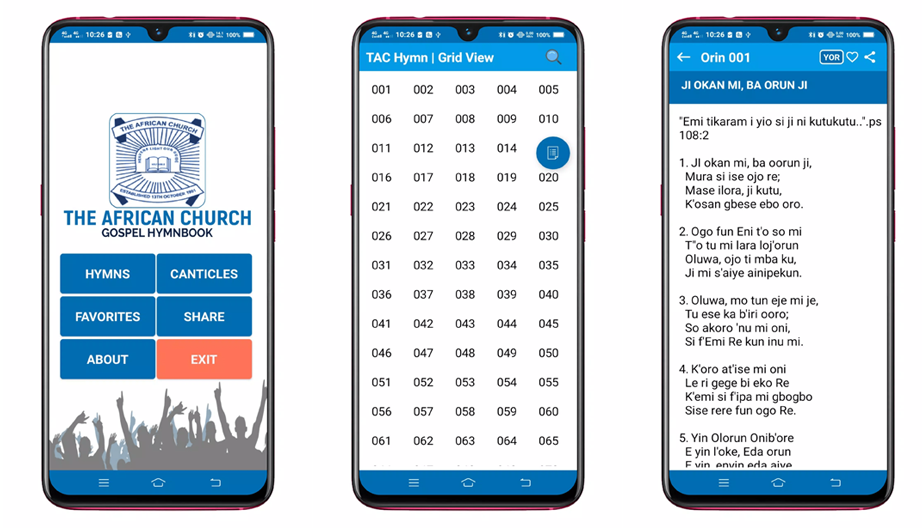 10:26
100%
THE AFRICAN CHURCH
ESTABLISHED 13TH OCTOBER 1901
THE AFRICAN CHURCH
GOSPEL HYMNBOOK
HYMNS CANTICLES
FAVORITES SHARE
ABOUT EXIT
10:26
100%
TAC Hymn | Grid View
001 002 003 004 005
006 007 008 009 010
011 012 013 014
016 017 018 019 020
021 022 023 024 025
026 027 028 029 030
031 032 033 034 035
036 037 038 039 040
041 042 043 044 045
046 047 048 049 050
051 052 053 054 055
056 057 058 059 060
061 062 063 064 065
10:26
100%
Orin 001 YOR
JI OKAN MI, BA ORUN JI
"Emi tikaram i yio si ji ni kutukutu..".ps
108:2
1. JI okan mi, ba oorun ji,
Mura si ise ojo re;
Mase ilora, ji kutu,
K'osan gbese ebo oro.
2. Ogo fun Eni t'o so mi
T"o tu mi lara loj'orun
Oluwa, ojo ti mba ku,
Ji mi s'aiye ainipekun.
3. Oluwa, mo tun eje mi je,
Tu ese ka b'iri ooro;
So akoro 'nu mi oni,
Si f'Emi Re kun inu mi.
4. K'oro at'ise mi oni
Le ri gege bi eko Re
K'emi si f'ipa mi gbogbo
Sise rere fun ogo Re.
5. Yin Olorun Onib'ore
E yin l'oke, Eda orun
E yin, enyin eda aiye